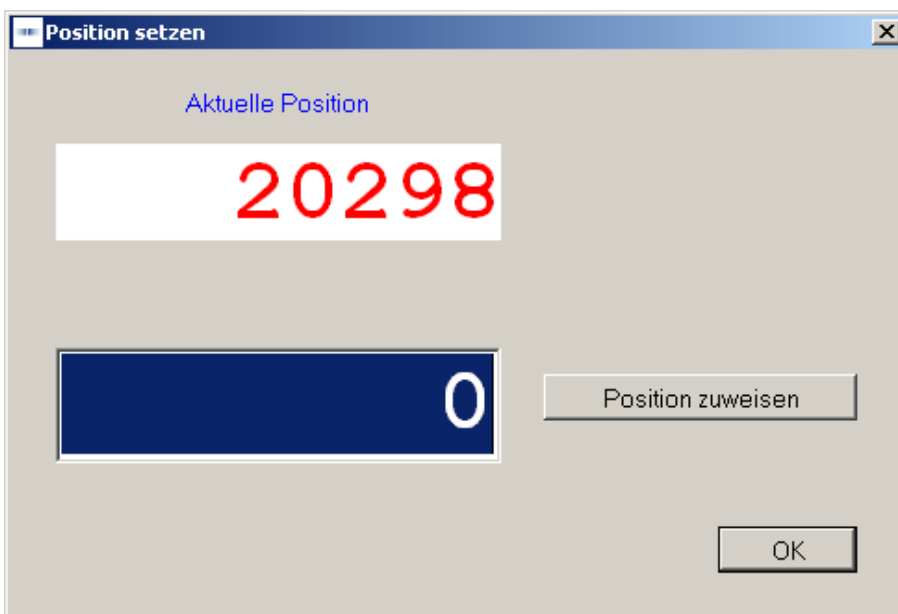 Position setzen
Aktuelle Position
20298
0
Position zuweisen
OK